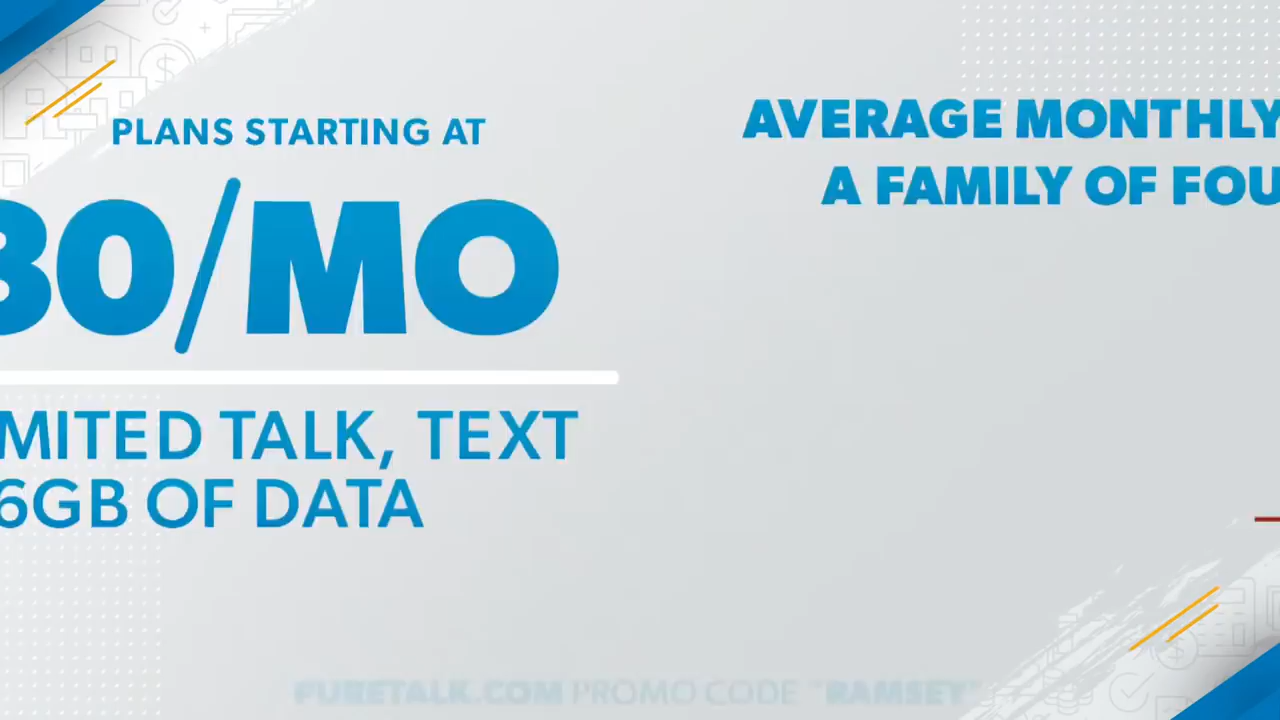 PLANS STARTING AT
30/MO
MITED TALK, TEXT
6GB OF DATA
AVERAGE MONTHLY
A FAMILY OF FOU
PURETALK.COM PROMO CODE "RAMSEY"